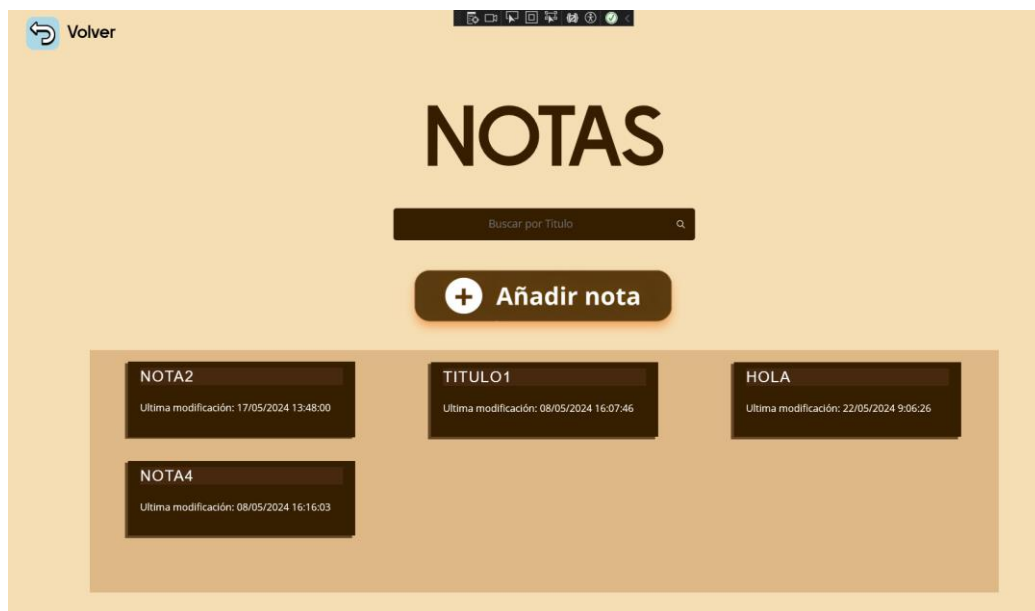 Volver
NOTAS
Buscar por Titulo
Añadir nota
NOTA2
Ultima modificación: 17/05/2024 13:48:00
TITULO1
Ultima modificación: 08/05/2024 16:07:46
HOLA
Ultima modificación: 22/05/2024 9:06:26
NOTA4
Ultima modificación: 08/05/2024 16:16:03